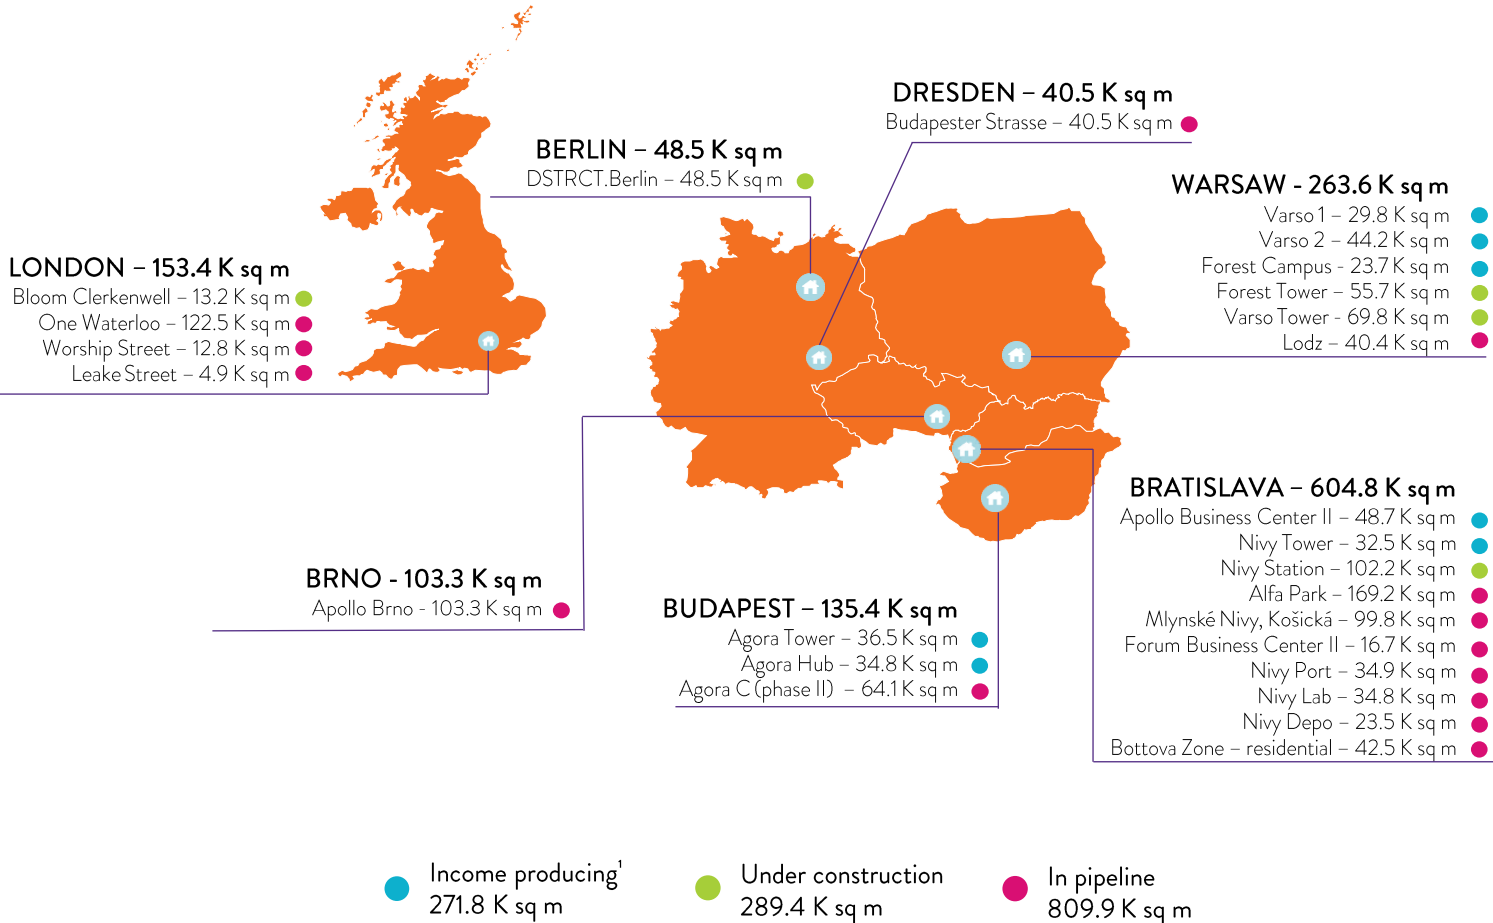 DRESDEN – 40.5 K sq m
Budapester Strasse – 40.5 K sq m
BERLIN – 48.5 K sq m
DSTRCT.Berlin – 48.5 K sq m
WARSAW - 263.6 K sq m
Varso 1 – 29.8 K sq m
Varso 2 – 44.2 K sq m
Forest Campus - 23.7 K sq m
Forest Tower – 55.7 K sq m
Varso Tower - 69.8 K sq m
Lodz – 40.4 K sq m
LONDON – 153.4 K sq m
Bloom Clerkenwell – 13.2 K sq m
One Waterloo – 122.5 K sq m
Worship Street – 12.8 K sq m
Leake Street – 4.9 K sq m
BRATISLAVA – 604.8 K sq m
Apollo Business Center II – 48.7 K sq m
Nivy Tower – 32.5 K sq m
Nivy Station – 102.2 K sq m
Alfa Park – 169.2 K sq m
Mlynské Nivy, Košická – 99.8 K sq m
Forum Business Center II – 16.7 K sq m
Nivy Port – 34.9 K sq m
Nivy Lab – 34.8 K sq m
Nivy Depo – 23.5 K sq m
Bottova Zone – residential – 42.5 K sq m
BRNO - 103.3 K sq m
Apollo Brno - 103.3 K sq m
BUDAPEST – 135.4 K sq m
Agora Tower – 36.5 K sq m
Agora Hub – 34.8 K sq m
Agora C (phase II) – 64.1 K sq m
Income producing¹
271.8 K sq m
Under construction
289.4 K sq m
In pipeline
809.9 K sq m